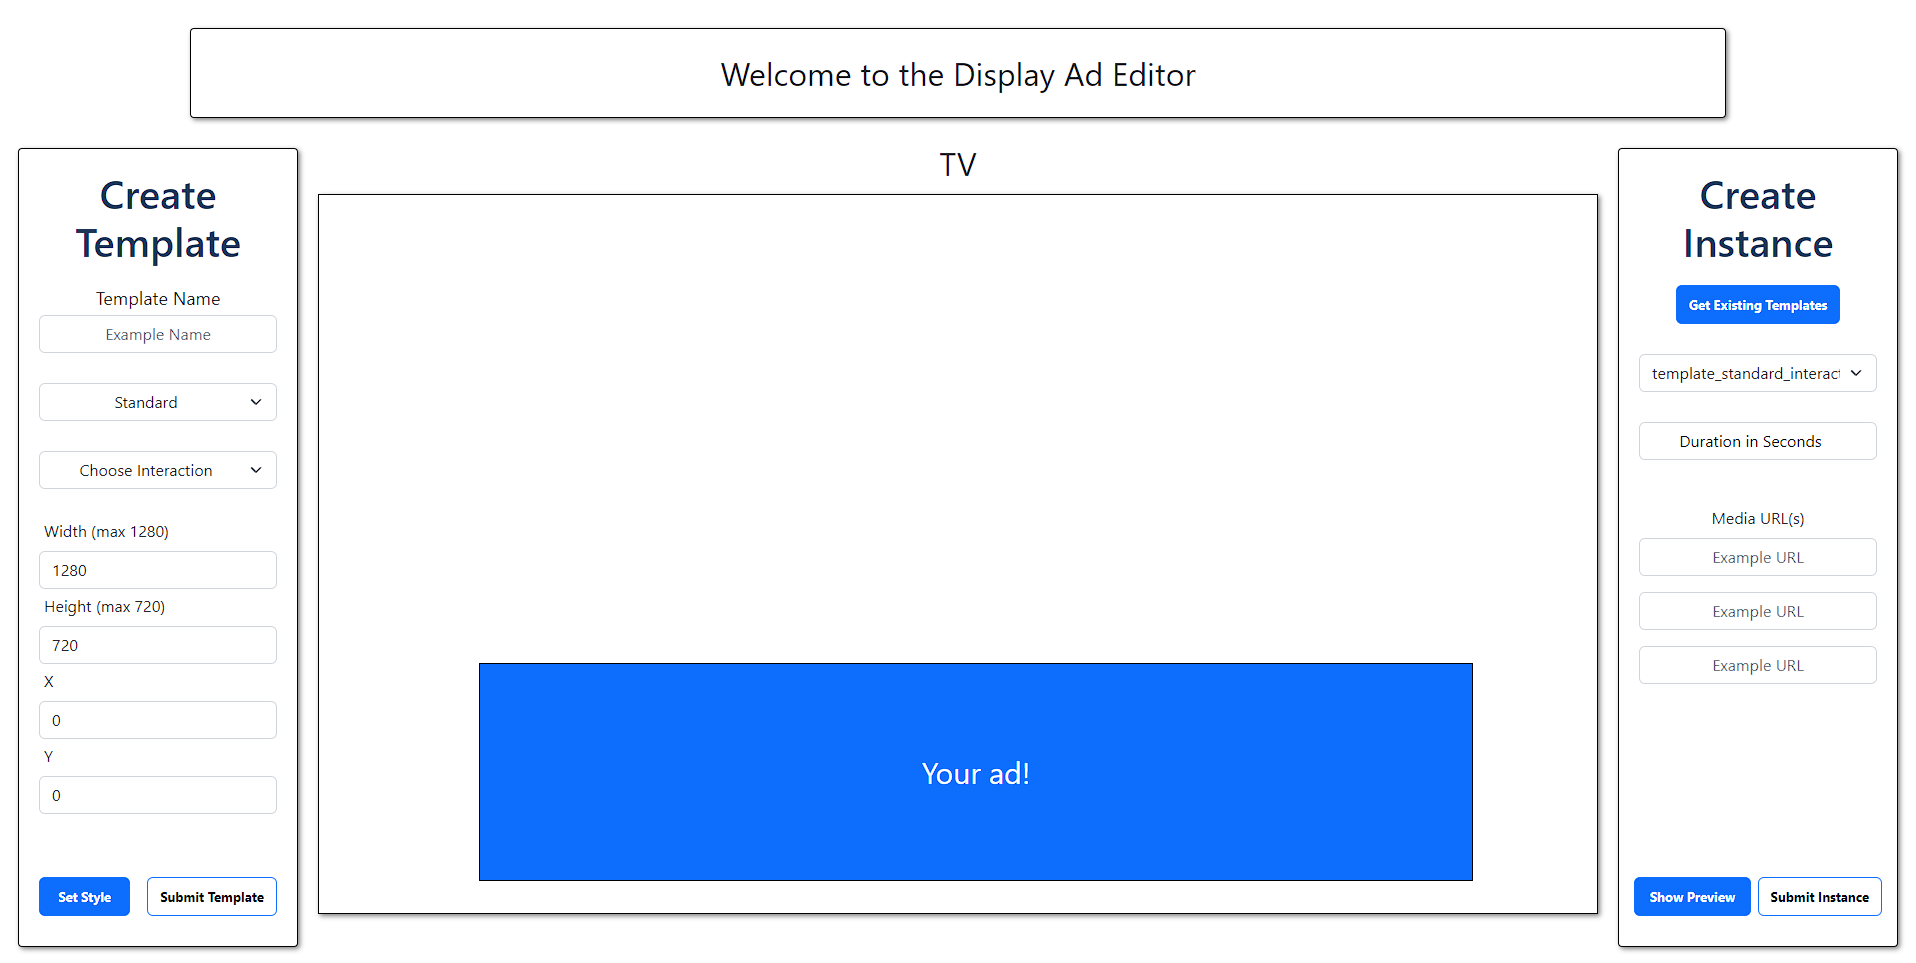 Welcome to the Display Ad Editor
TV
Create
Template
Template Name
Example Name
Standard
Choose Interaction
Width (max 1280)
1280
Height (max 720)
720
X
0
Y
0
Set Style
Submit Template
Your ad!
Create
Instance
Get Existing Templates
template_standard_interact
Duration in Seconds
Media URL(s)
Example URL
Example URL
Example URL
Show Preview
Submit Instance